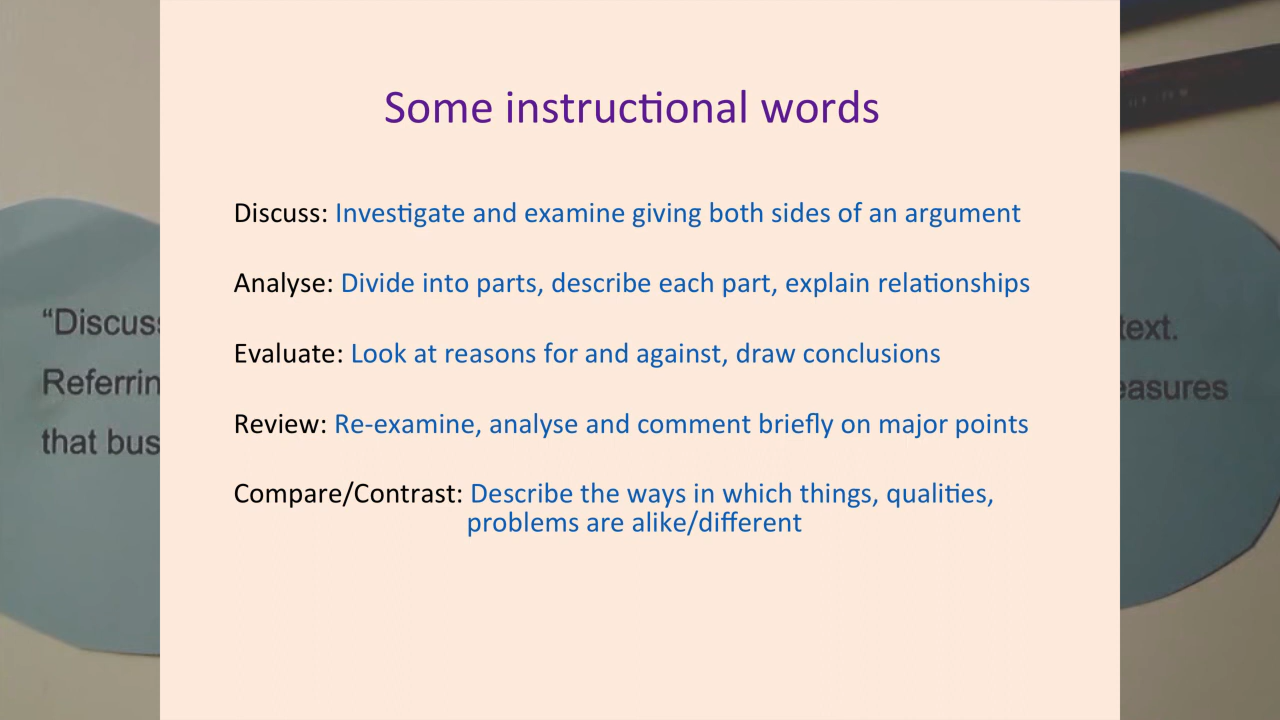 Some instructional words
Discuss: Investigate and examine giving both sides of an argument
Analyse: Divide into parts, describe each part, explain relationships
Evaluate: Look at reasons for and against, draw conclusions
Review: Re-examine, analyse and comment briefly on major points
Compare/Contrast: Describe the ways in which things, qualities,
problems are alike/different
“Discuss
Referrin
that bus
text.
easures